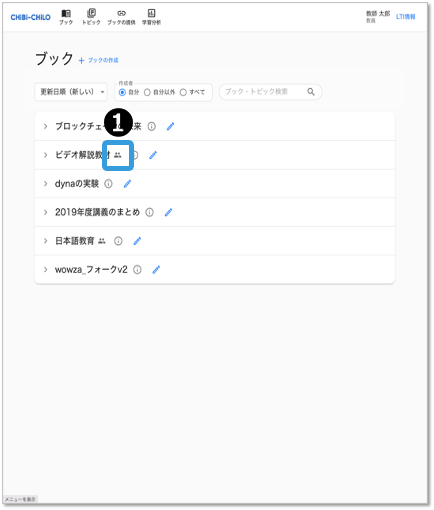 CHiBi-CHiLO
ブック
トピック
ブックの提供
学習分析
教師 太郎
教員
LTI情報
ブック
ブックの作成
更新日順（新しい）
作成者
自分
自分以外
すべて
ブック・トピック検索
1
ブロックチェー 来
ビデオ解説教材
dynaの実験
2019年度講義のまとめ
日本語教育
wowza_フォークv2
メニューを表示